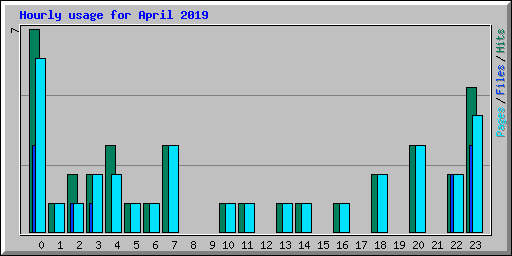 Hourly usage for April 2019
7
Pages/Files/Hits
0 1 2 3 4 5 6 7 8 9 10 11 12 13 14 15 16 17 18 19 20 21 22 23